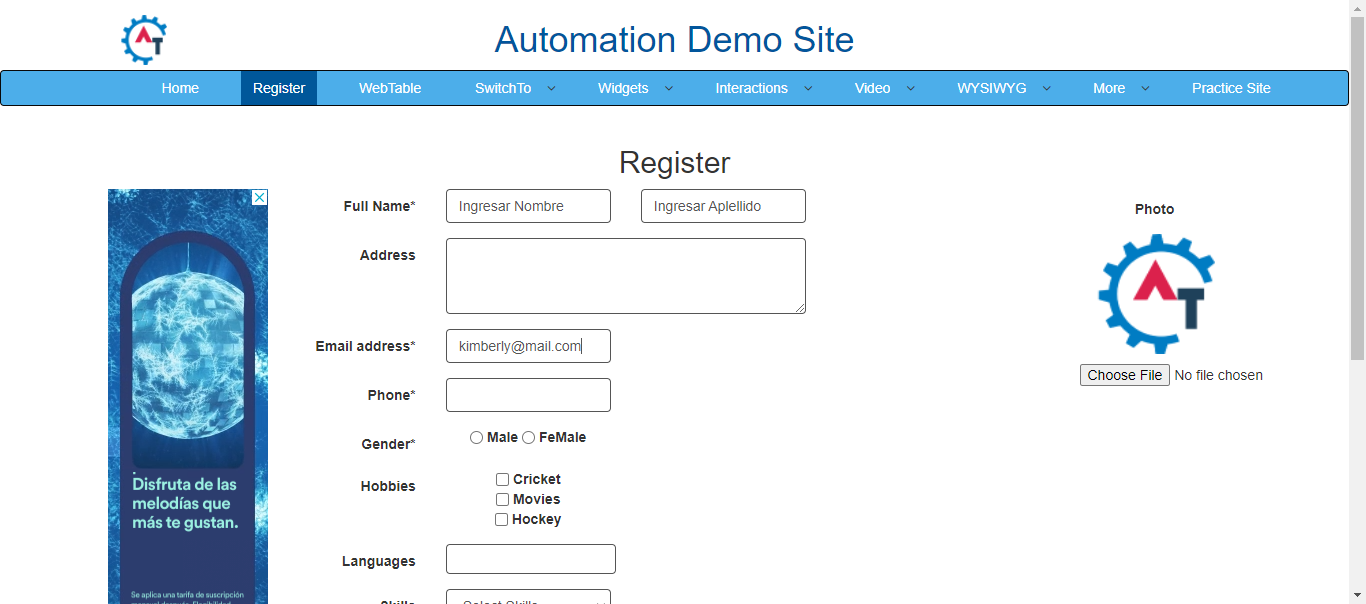 AT
Automation Demo Site
Home Register WebTable SwitchTo Widgets Interactions Video WYSIWYG More Practice Site
Register
Full Name* Ingresar Nombre Ingresar Aplellido
Photo
AT
Address
Email address* kimberly@mail.com
Choose File No file chosen
Phone*
Gender* Male FeMale
Hobbies Cricket
Movies
Hockey
Languages
Skills Select Skills
Disfruta de las
melodías que
más te gustan.
Se aplica una tarifa de suscripción